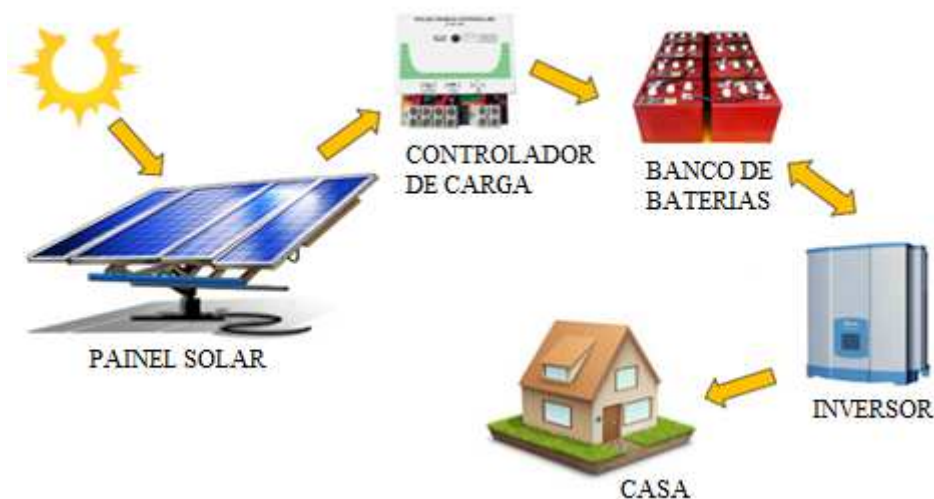 CONTROLADOR
DE CARGA
BANCO DE
BATERIAS
PAINEL SOLAR
INVERSOR
CASA